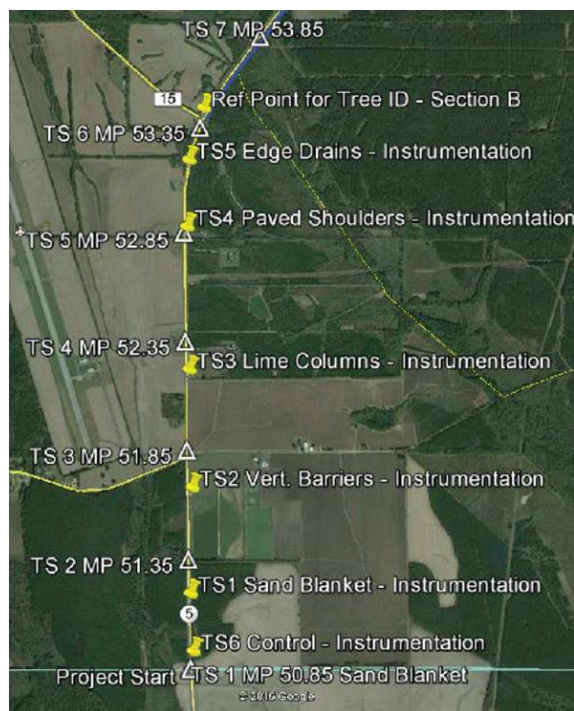 TS 7 MP 53.85
15
Ref Point for Tree ID - Section B
TS 6 MP 53.35
TS5 Edge Drains - Instrumentation
TS4 Paved Shoulders - Instrumentation
TS 5 MP 52.85
TS 4 MP 52.35
TS3 Lime Columns - Instrumentation
TS 3 MP 51.85
TS2 Vert. Barriers - Instrumentation
TS 2 MP 51.35
TS1 Sand Blanket - Instrumentation
5
TS6 Control - Instrumentation
Project Start
TS 1 MP 50.85 Sand Blanket
© 2016 Google